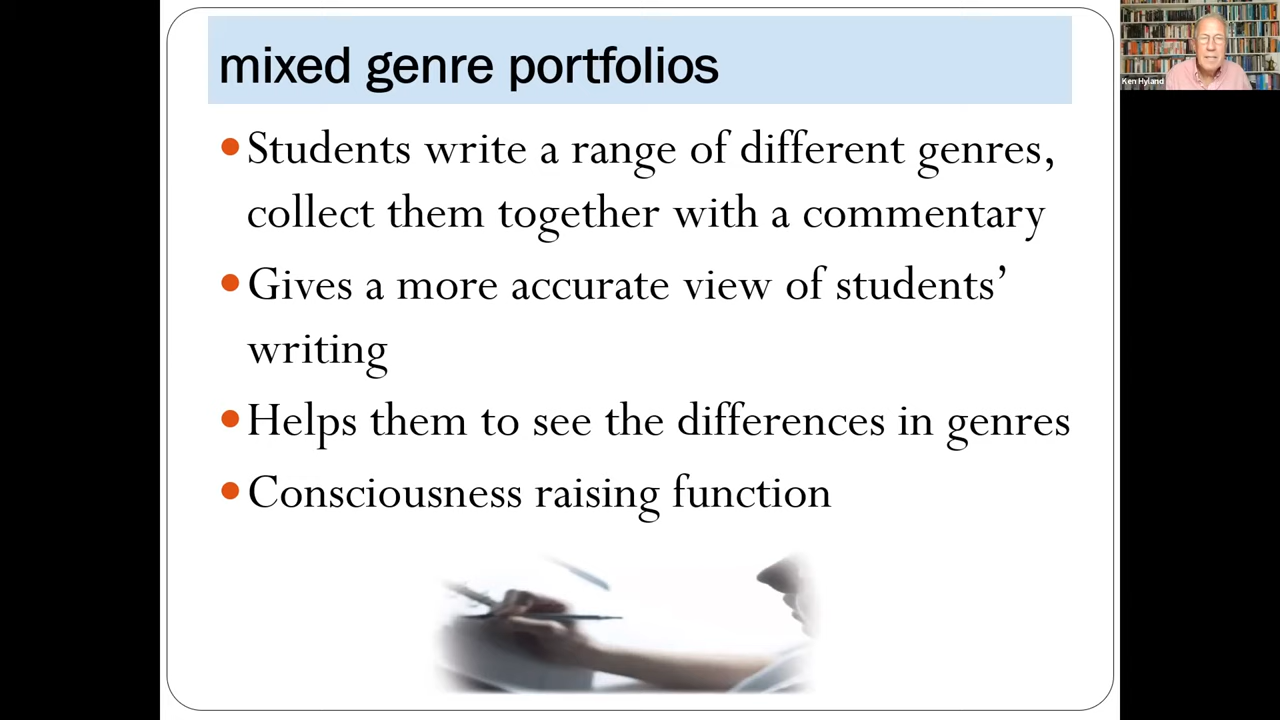 mixed genre portfolios
Students write a range of different genres,
collect them together with a commentary
Gives a more accurate view of students’
writing
Helps them to see the differences in genres
Consciousness raising function
Ken Hyland